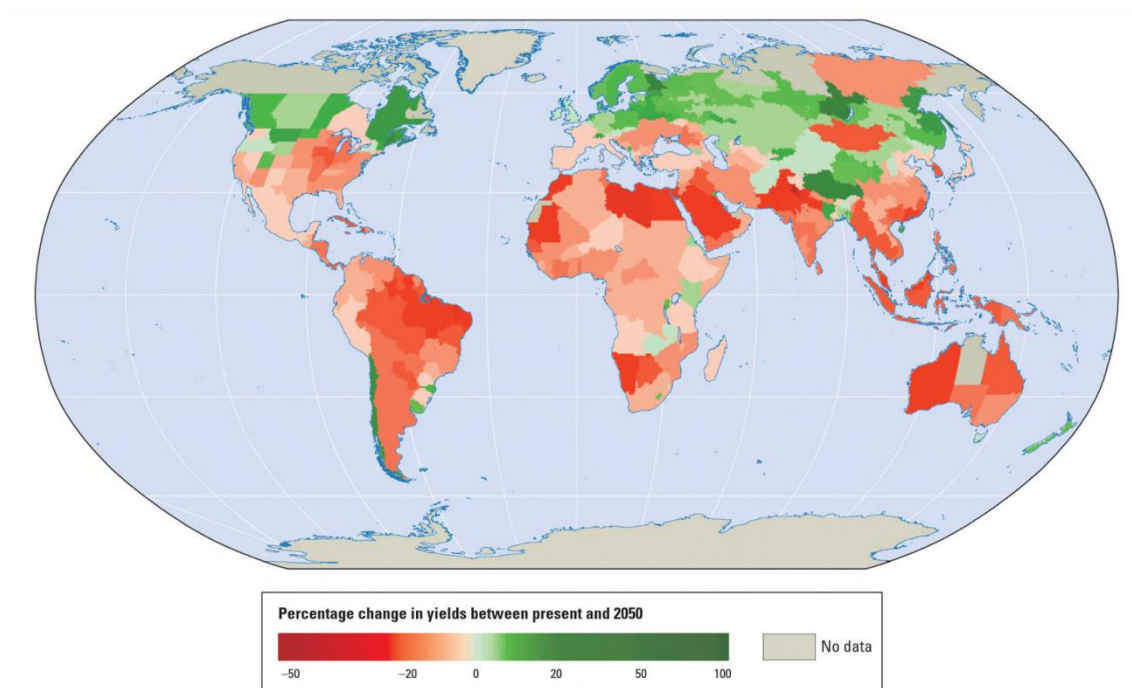 Percentage change in yields between present and 2050
No data
−50 −20 0 20 50 100